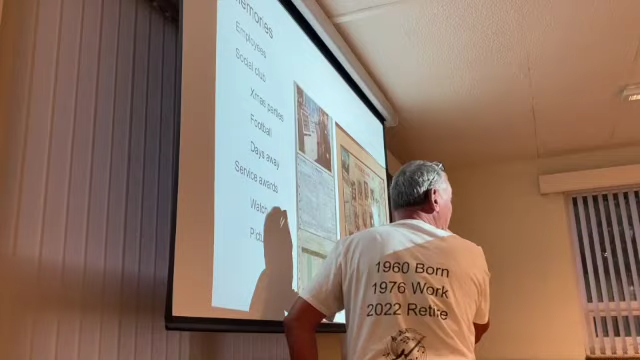 Memories
Employees
Social club
Xmas parties
Football
Days away
Service awards
1960 Born
1976 Work
2022 Retire